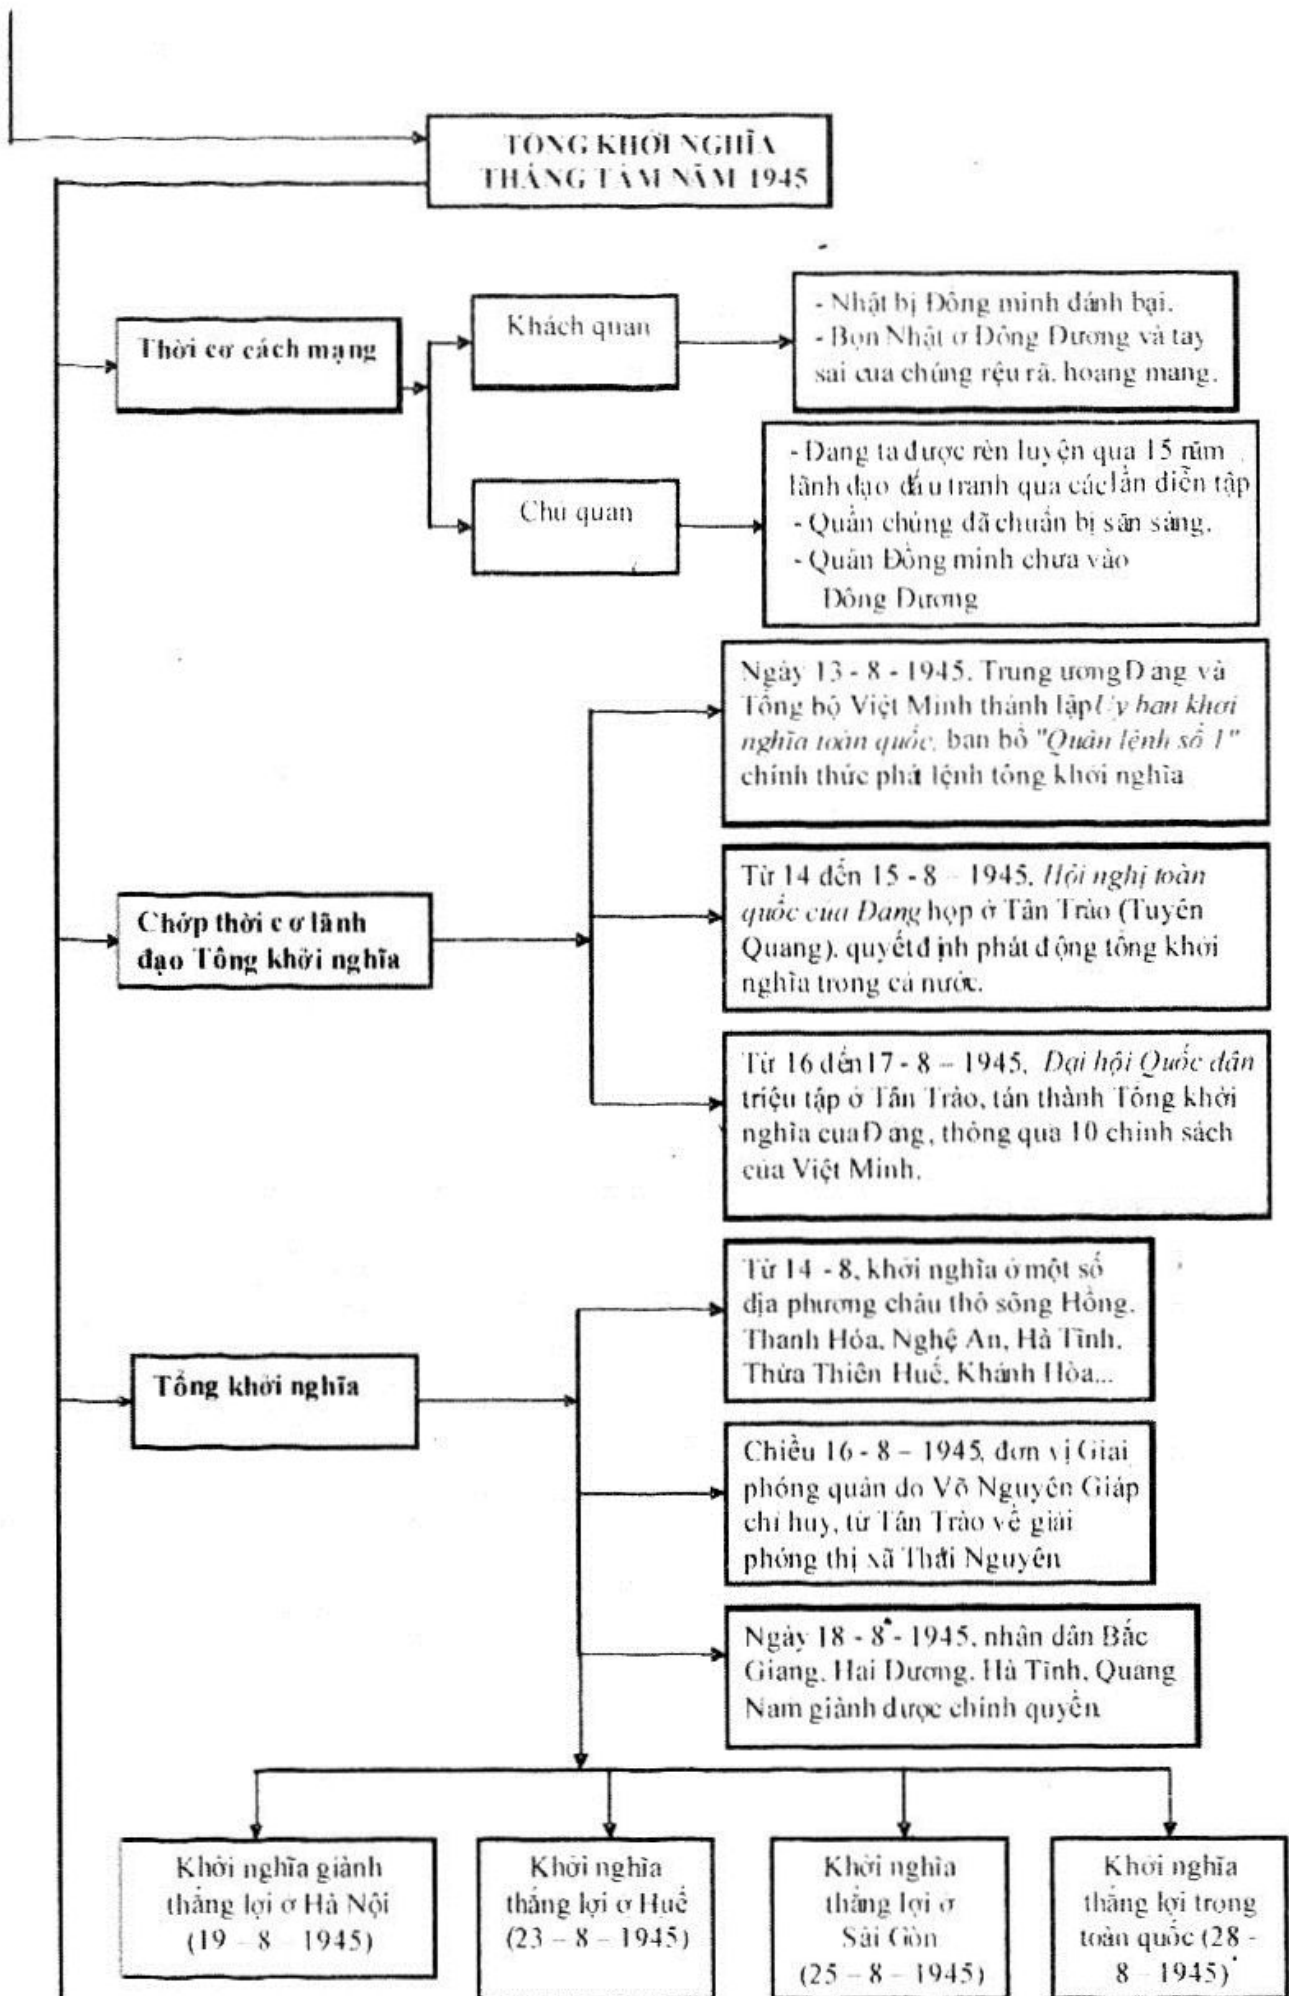 TỔNG KHỞI NGHĨA
THÁNG TÁM NĂM 1945
Thời cơ cách mạng
Khách quan
- Nhật bị Đồng minh đánh bại.
- Bọn Nhật ở Đông Dương và tay
sai của chúng rệu rã, hoang mang.
Chủ quan
- Đảng ta được rèn luyện qua 15 năm
lãnh đạo đấu tranh qua các lần diễn tập
- Quần chúng đã chuẩn bị sẵn sàng.
- Quân Đồng minh chưa vào
Đông Dương
Chớp thời cơ lãnh
đạo Tổng khởi nghĩa
Ngày 13 - 8 - 1945, Trung ương Đảng và
Tổng bộ Việt Minh thành lập Ủy ban khởi
nghĩa toàn quốc, ban bố "Quân lệnh số 1"
chính thức phát lệnh tổng khởi nghĩa
Từ 14 đến 15 - 8 – 1945, Hội nghị toàn
quốc của Đảng họp ở Tân Trào (Tuyên
Quang), quyết định phát động tổng khởi
nghĩa trong cả nước.
Từ 16 đến 17 - 8 – 1945, Đại hội Quốc dân
triệu tập ở Tân Trào, tán thành Tổng khởi
nghĩa của Đảng, thông qua 10 chính sách
của Việt Minh.
Tổng khởi nghĩa
Từ 14 - 8, khởi nghĩa ở một số
địa phương châu thổ sông Hồng,
Thanh Hóa, Nghệ An, Hà Tĩnh,
Thừa Thiên Huế, Khánh Hòa...
Chiều 16 - 8 – 1945, đơn vị Giải
phóng quân do Võ Nguyên Giáp
chỉ huy, từ Tân Trào về giải
phóng thị xã Thái Nguyên
Ngày 18 - 8 - 1945, nhân dân Bắc
Giang, Hải Dương, Hà Tĩnh, Quảng
Nam giành được chính quyền
Khởi nghĩa giành
thắng lợi ở Hà Nội
(19 – 8 – 1945)
Khởi nghĩa
thắng lợi ở Huế
(23 – 8 – 1945)
Khởi nghĩa
thắng lợi ở
Sài Gòn
(25 – 8 – 1945)
Khởi nghĩa
thắng lợi trong
toàn quốc (28 -
8 – 1945)